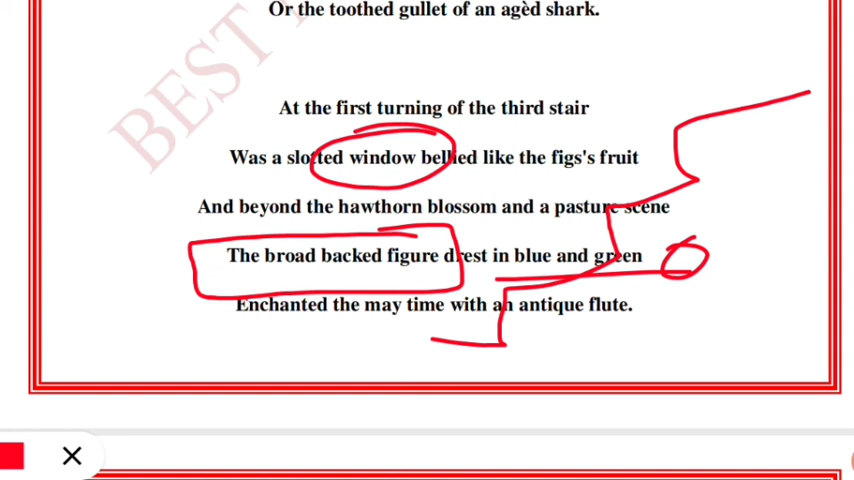 Or the toothed gullet of an agèd shark.
At the first turning of the third stair
Was a slotted window bellied like the figs's fruit
And beyond the hawthorn blossom and a pasture scene
The broad backed figure drest in blue and green
Enchanted the may time with an antique flute.
BEST